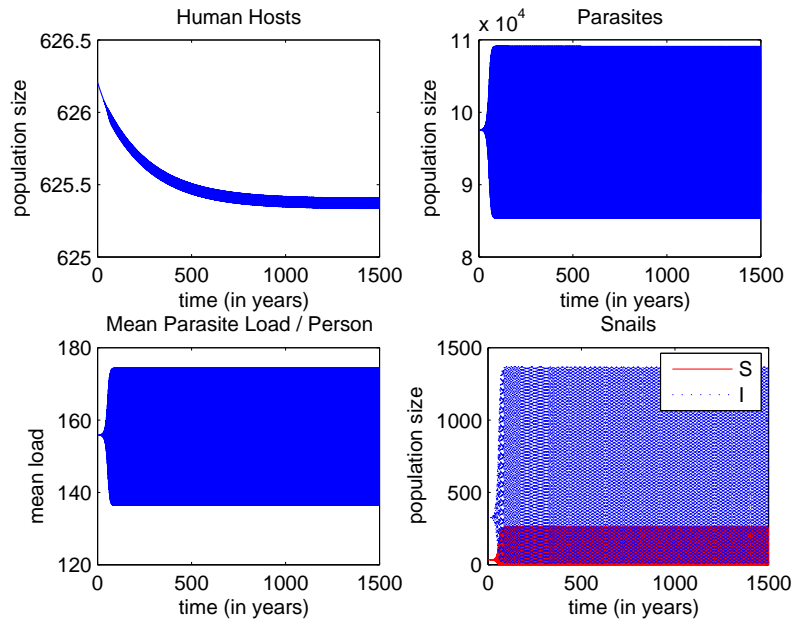 Human Hosts
626.5
626
625.5
625
population size
0 500 1000 1500
time (in years)
Parasites
x 10⁴
11
10
9
8
population size
0 500 1000 1500
time (in years)
Mean Parasite Load / Person
180
160
140
120
mean load
0 500 1000 1500
time (in years)
Snails
1500
1000
500
0
population size
S
I
0 500 1000 1500
time (in years)